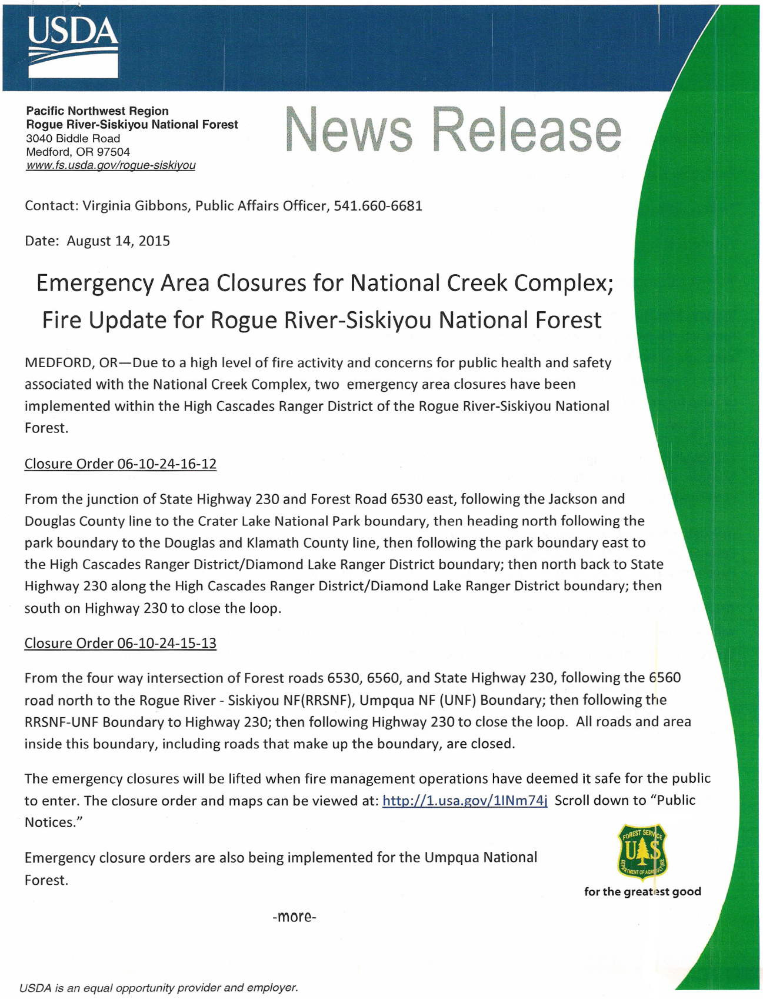 USDA
Pacific Northwest Region
Rogue River-Siskiyou National Forest
3040 Biddle Road
Medford, OR 97504
www.fs.usda.gov/rogue-siskiyou
News Release
Contact: Virginia Gibbons, Public Affairs Officer, 541.660-6681
Date:  August 14, 2015
Emergency Area Closures for National Creek Complex;
Fire Update for Rogue River-Siskiyou National Forest
MEDFORD, OR—Due to a high level of fire activity and concerns for public health and safety
associated with the National Creek Complex, two  emergency area closures have been
implemented within the High Cascades Ranger District of the Rogue River-Siskiyou National
Forest.
Closure Order 06-10-24-16-12
From the junction of State Highway 230 and Forest Road 6530 east, following the Jackson and
Douglas County line to the Crater Lake National Park boundary, then heading north following the
park boundary to the Douglas and Klamath County line, then following the park boundary east to
the High Cascades Ranger District/Diamond Lake Ranger District boundary; then north back to State
Highway 230 along the High Cascades Ranger District/Diamond Lake Ranger District boundary; then
south on Highway 230 to close the loop.
Closure Order 06-10-24-15-13
From the four way intersection of Forest roads 6530, 6560, and State Highway 230, following the 6560
road north to the Rogue River - Siskiyou NF(RRSNF), Umpqua NF (UNF) Boundary; then following the
RRSNF-UNF Boundary to Highway 230; then following Highway 230 to close the loop.  All roads and area
inside this boundary, including roads that make up the boundary, are closed.
The emergency closures will be lifted when fire management operations have deemed it safe for the public
to enter. The closure order and maps can be viewed at: http://1.usa.gov/1INm74j  Scroll down to “Public
Notices.”
Emergency closure orders are also being implemented for the Umpqua National
Forest.
FOREST SERVICE
UAS
DEPARTMENT OF AGRICULTURE
for the greatest good
-more-
USDA is an equal opportunity provider and employer.